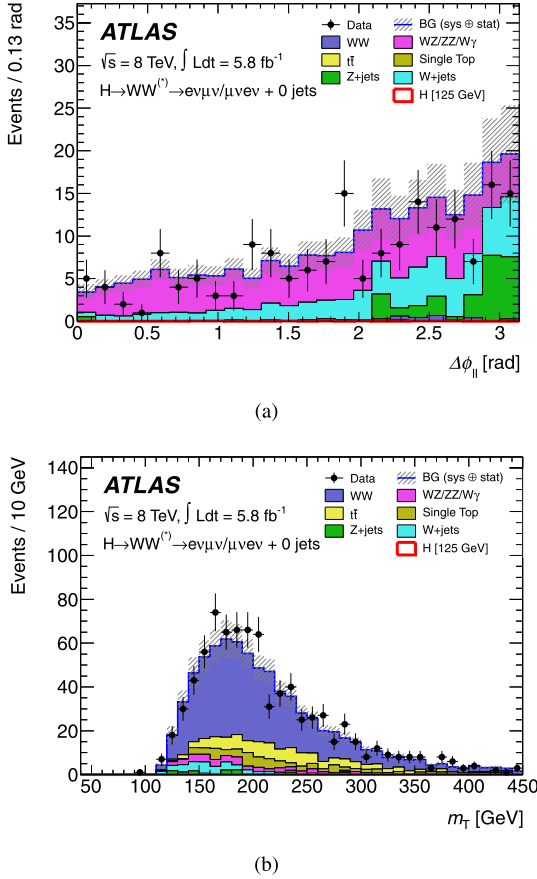 Events / 0.13 rad
35
30
25
20
15
10
5
0
ATLAS
√s = 8 TeV, ∫ Ldt = 5.8 fb⁻¹
H→WW⁽*⁾→eνμν/μνeν + 0 jets
Data
WW
tt̄
Z+jets
BG (sys ⊕ stat)
WZ/ZZ/Wγ
Single Top
W+jets
H [125 GeV]
0 0.5 1 1.5 2 2.5 3
Δϕ_ll [rad]
(a)
Events / 10 GeV
140
120
100
80
60
40
20
0
ATLAS
√s = 8 TeV, ∫ Ldt = 5.8 fb⁻¹
H→WW⁽*⁾→eνμν/μνeν + 0 jets
Data
WW
tt̄
Z+jets
BG (sys ⊕ stat)
WZ/ZZ/Wγ
Single Top
W+jets
H [125 GeV]
50 100 150 200 250 300 350 400 450
m_T [GeV]
(b)